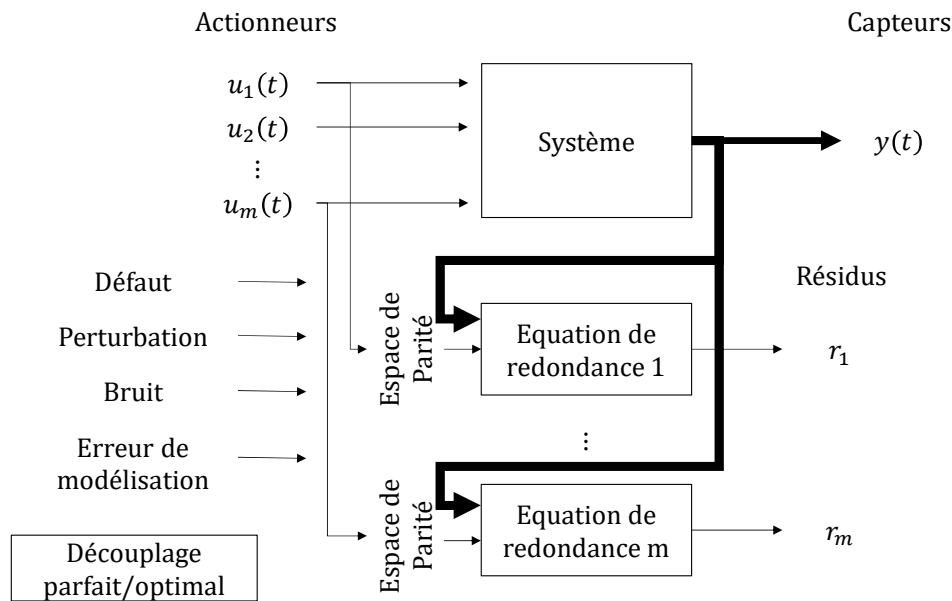 Actionneurs
Capteurs
u₁(t)
u₂(t)
⋮
uₘ(t)
Système
y(t)
Défaut
Perturbation
Bruit
Erreur de
modélisation
Résidus
Espace de
Parité
Equation de
redondance 1
r₁
⋮
Espace de
Parité
Equation de
redondance m
rₘ
Découplage
parfait/optimal